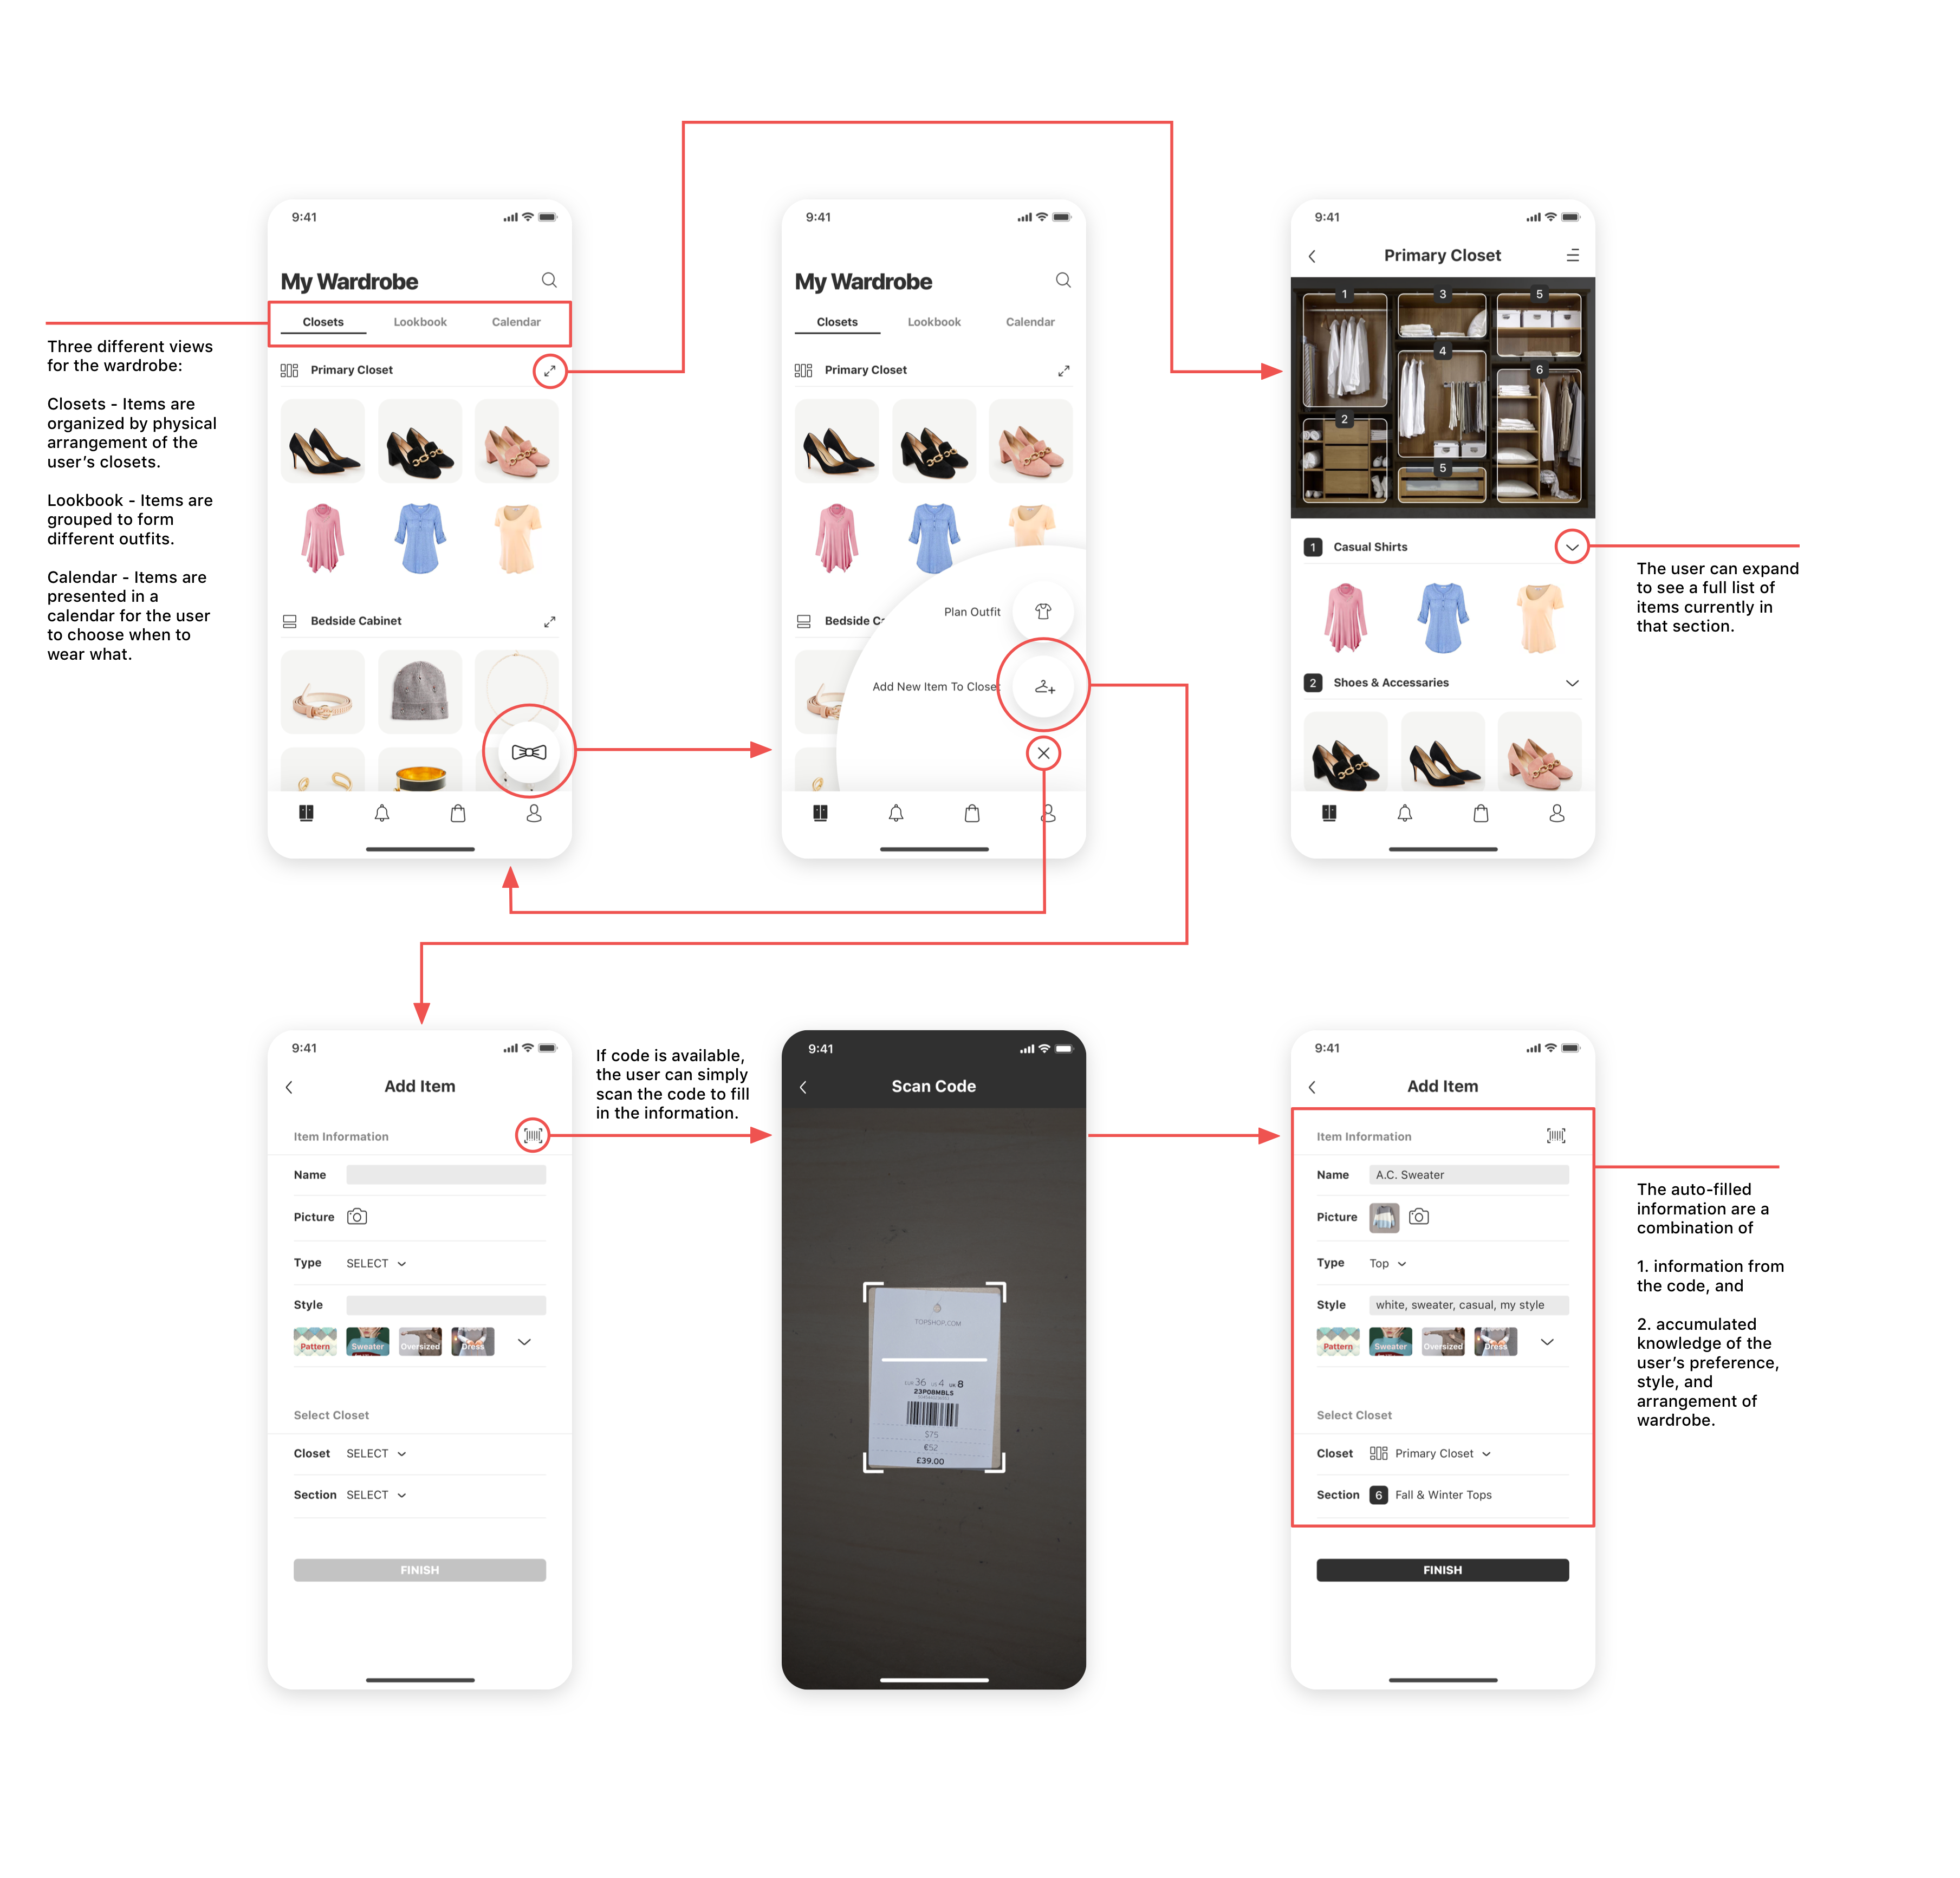 9:41
My Wardrobe
Closets Lookbook Calendar
Primary Closet
Bedside Cabinet
Three different views
for the wardrobe:
Closets - Items are
organized by physical
arrangement of the
user's closets.
Lookbook - Items are
grouped to form
different outfits.
Calendar - Items are
presented in a
calendar for the user
to choose when to
wear what.
9:41
My Wardrobe
Closets Lookbook Calendar
Primary Closet
Bedside C
Plan Outfit
Add New Item To Closet
9:41
Primary Closet
1 3 5
4
6
2
5
1 Casual Shirts
2 Shoes & Accessaries
The user can expand
to see a full list of
items currently in
that section.
9:41
Add Item
Item Information
Name
Picture
Type SELECT
Style
Pattern Sweater Oversized Dress
Select Closet
Closet SELECT
Section SELECT
FINISH
If code is available,
the user can simply
scan the code to fill
in the information.
9:41
Scan Code
TOPSHOP.COM
EUR 36 US 4 UK 8
23P08MBLS
$75
€52
£39.00
9:41
Add Item
Item Information
Name A.C. Sweater
Picture
Type Top
Style white, sweater, casual, my style
Pattern Sweater Oversized Dress
Select Closet
Closet Primary Closet
Section 6 Fall & Winter Tops
FINISH
The auto-filled
information are a
combination of
1. information from
the code, and
2. accumulated
knowledge of the
user's preference,
style, and
arrangement of
wardrobe.